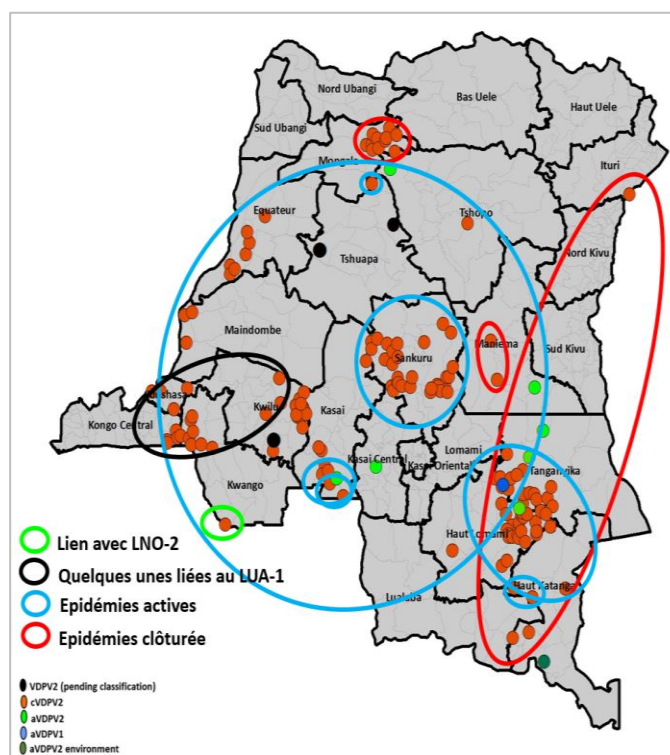 Nord Ubangi
Bas Uele
Haut Uele
Sud Ubangi
Mongala
Ituri
Equateur
Tshopo
Nord Kivu
Tshuapa
Maindombe
Sankuru
Maniema
Sud Kivu
Kinshasa
Kwilu
Kasai
Kongo Central
Lomami
Kasai Central
Kasai Oriental
Tanganyika
Kwango
Haut Lomami
Haut Katanga
Lualaba
Lien avec LNO-2
Quelques unes liées au LUA-1
Epidémies actives
Epidémies clôturée
VDPV2 (pending classification)
cVDPV2
aVDPV2
aVDPV1
aVDPV2 environment